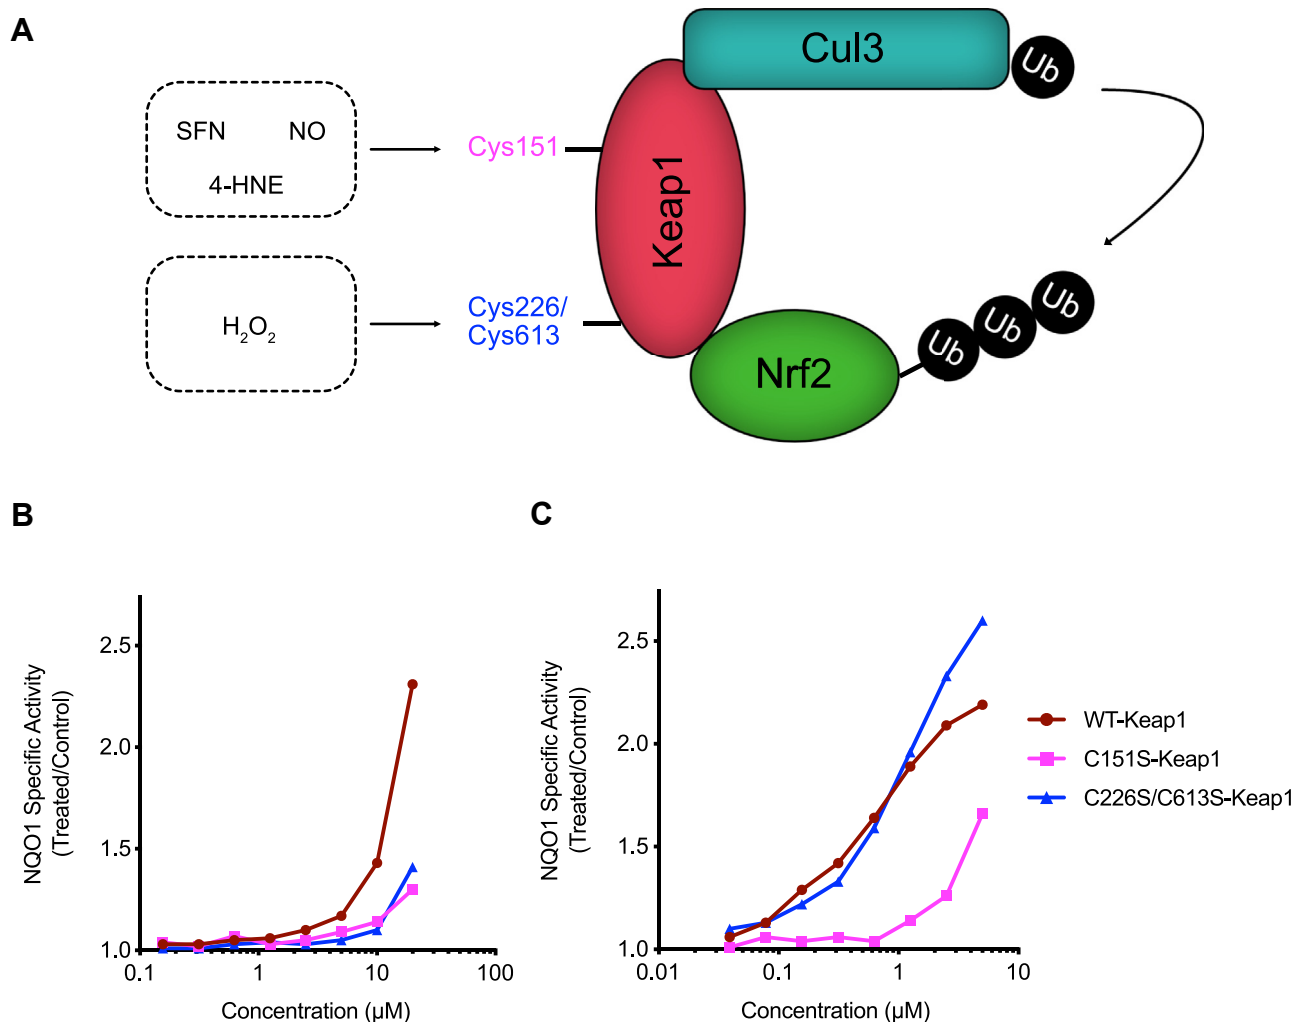 A
Cul3
Ub
SFN NO
4-HNE
Cys151
Keap1
H₂O₂
Cys226/
Cys613
Nrf2
Ub
Ub
Ub
B
NQO1 Specific Activity
(Treated/Control)
2.5
2.0
1.5
1.0
0.1 1 10 100
Concentration (µM)
C
NQO1 Specific Activity
(Treated/Control)
2.5
2.0
1.5
1.0
0.01 0.1 1 10
Concentration (µM)
WT-Keap1
C151S-Keap1
C226S/C613S-Keap1